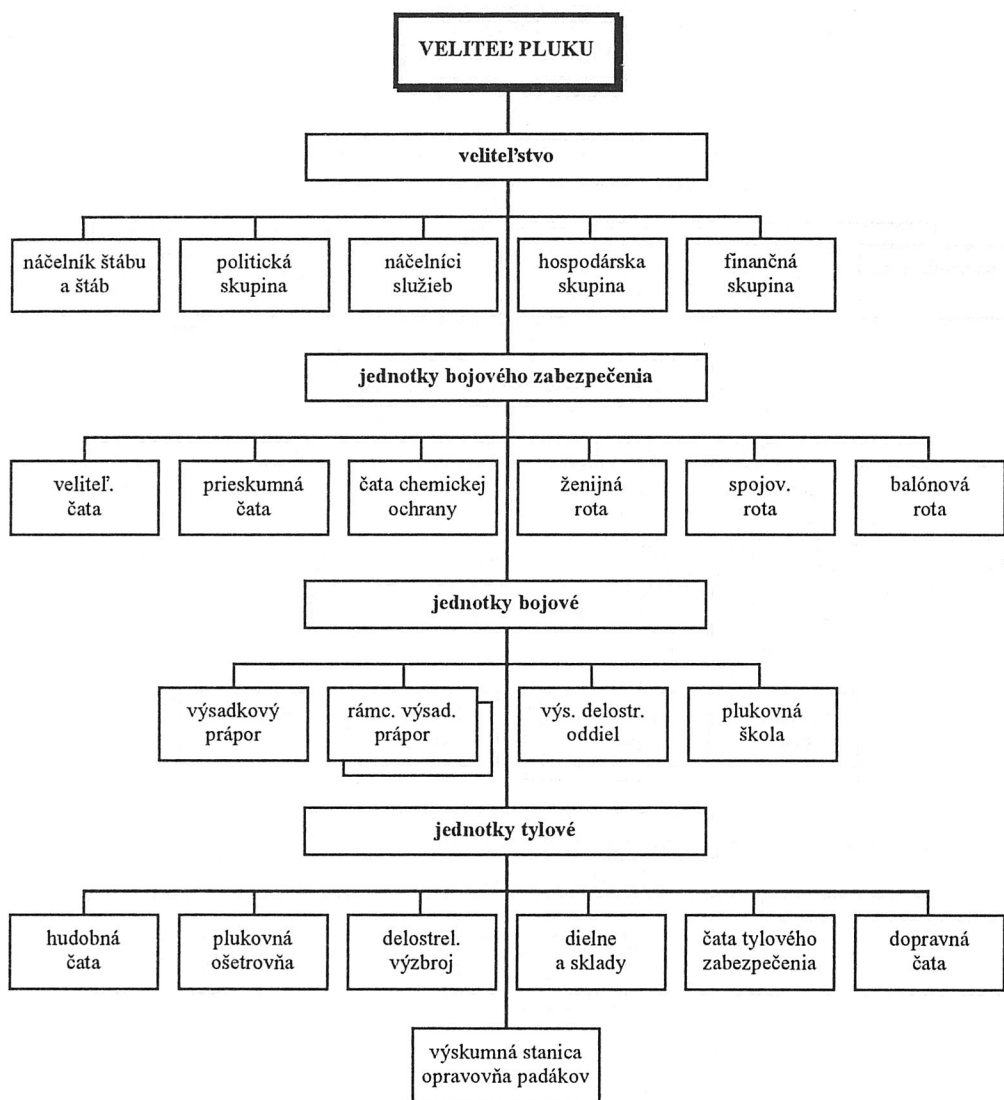 VELITEĽ PLUKU
veliteľstvo
náčelník štábu
a štáb
politická
skupina
náčelníci
služieb
hospodárska
skupina
finančná
skupina
jednotky bojového zabezpečenia
veliteľ.
čata
prieskumná
čata
čata chemickej
ochrany
ženijná
rota
spojov.
rota
balónová
rota
jednotky bojové
výsadkový
prápor
rámc. výsad.
prápor
výs. delostr.
oddiel
plukovná
škola
jednotky tylové
hudobná
čata
plukovná
ošetrovňa
delostrel.
výzbroj
dielne
a sklady
čata tylového
zabezpečenia
dopravná
čata
výskumná stanica
opravovňa padákov